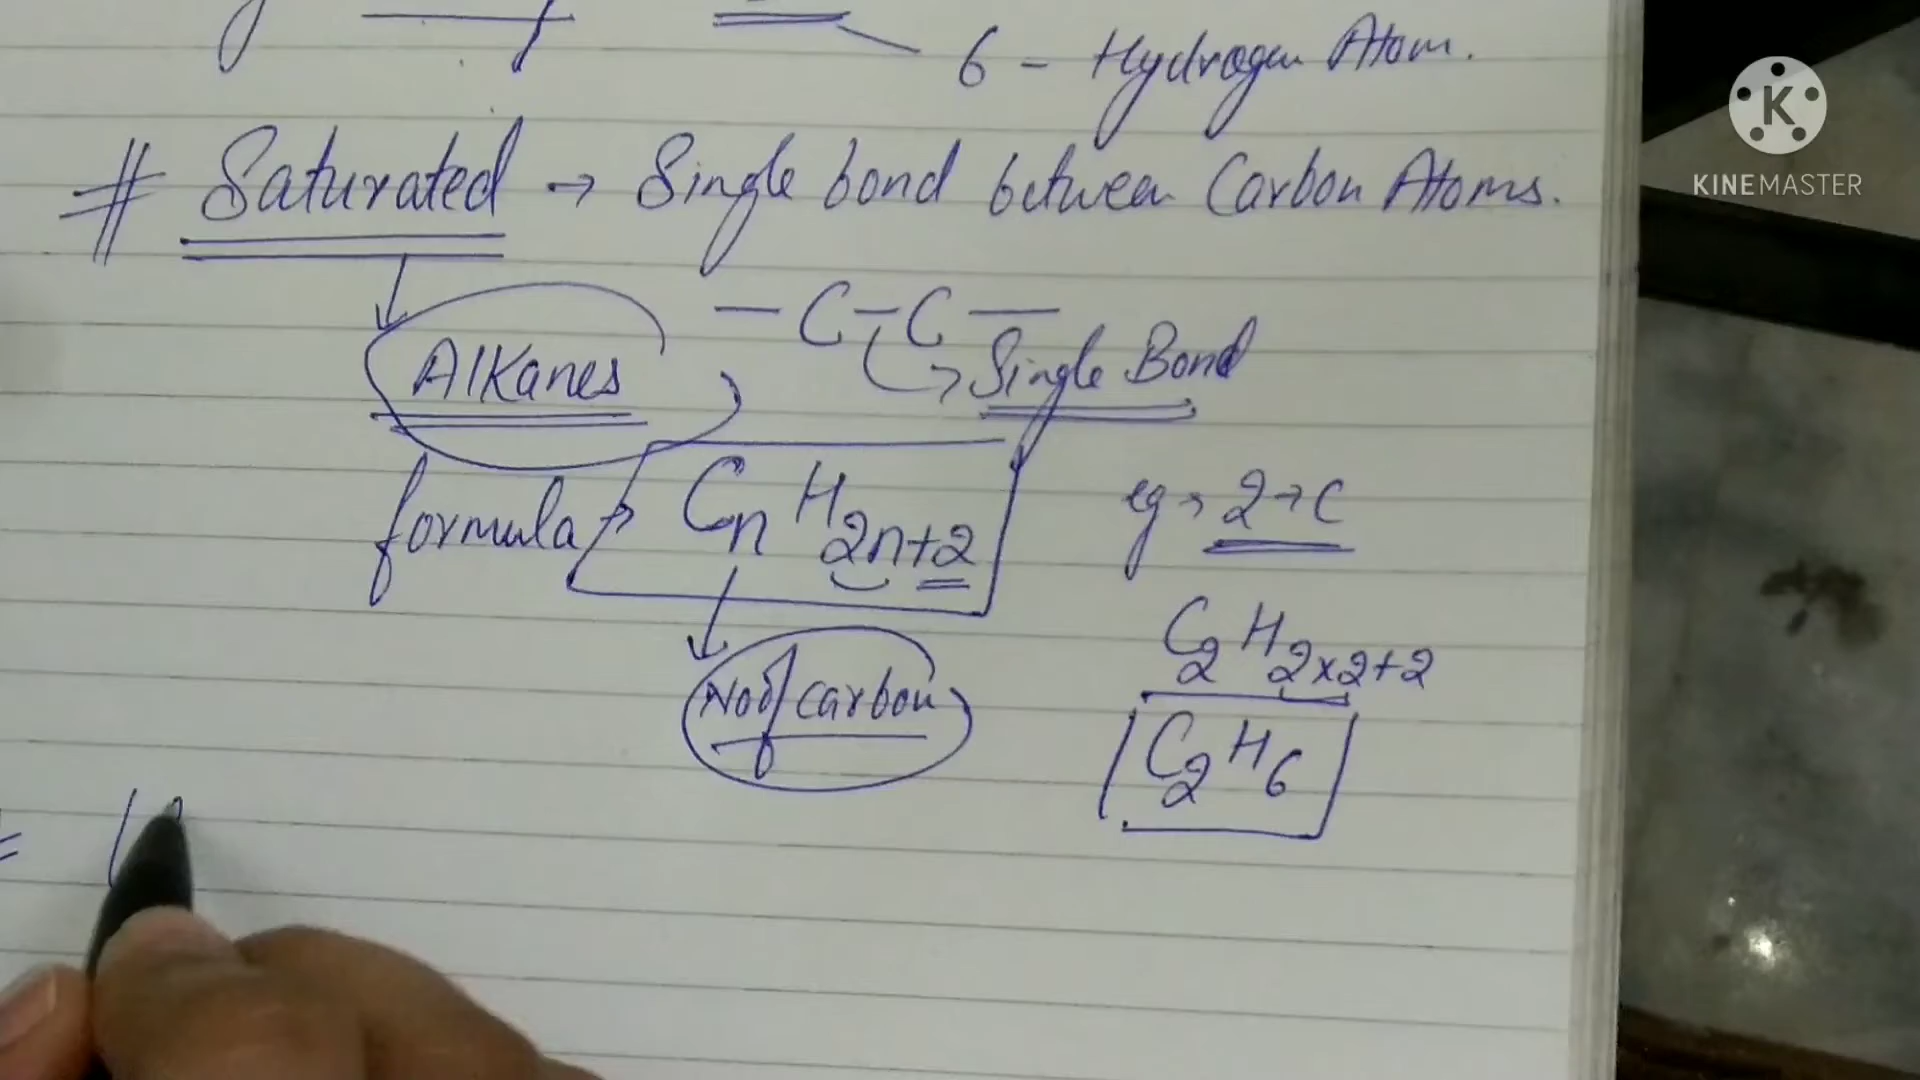 6 - Hydrogen Atom.
# Saturated → Single bond between Carbon Atoms.
- C - C -
Single Bond
Alkanes
formula → CnH2n+2
eg → 2 → C
C2H2x2+2
No of carbon
C2H6
K
KINEMASTER